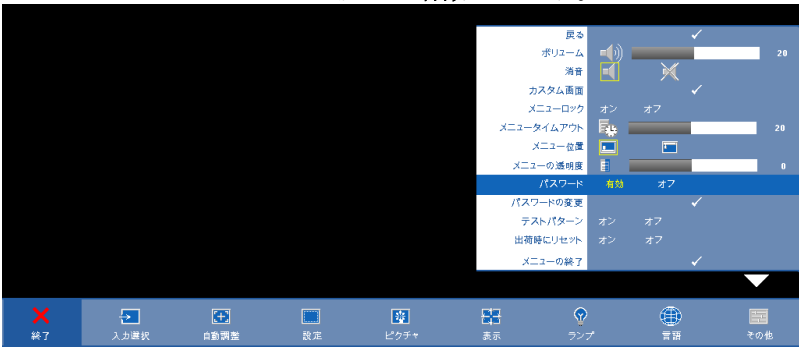 戻る
ボリューム 20
消音
カスタム画面
メニューロック オン オフ
メニュータイムアウト 20
メニュー位置
メニューの透明度 0
パスワード 有効 オフ
パスワードの変更
テストパターン オン オフ
出荷時にリセット オン オフ
メニューの終了
終了 入力選択 自動調整 設定 ピクチャ 表示 ランプ 言語 その他